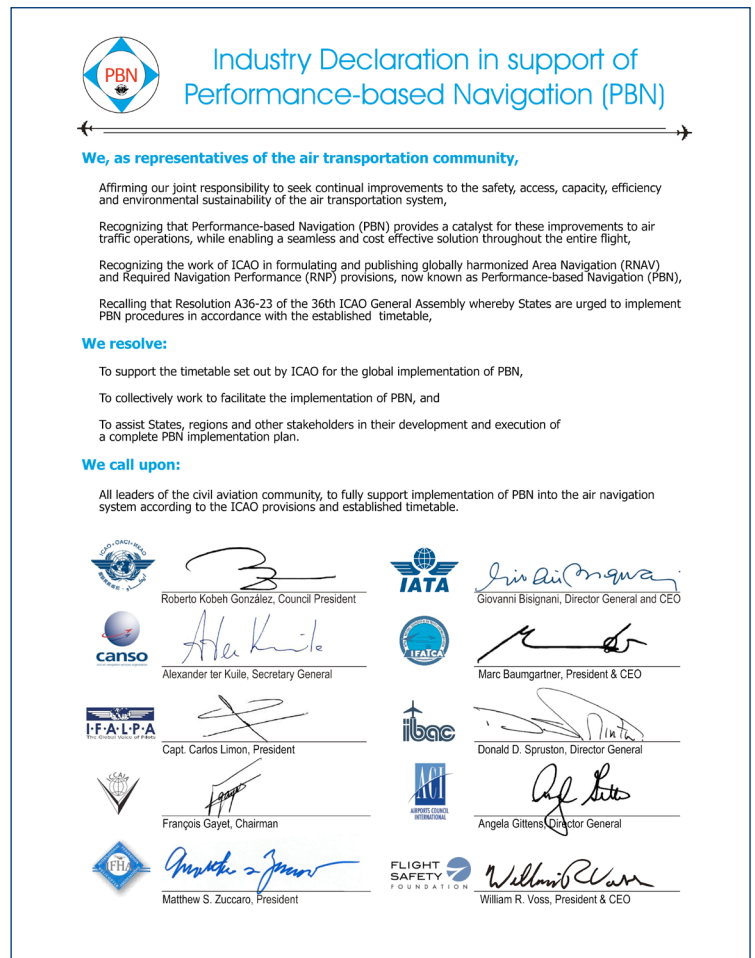 PBN
Industry Declaration in support of
Performance-based Navigation (PBN)
We, as representatives of the air transportation community,
Affirming our joint responsibility to seek continual improvements to the safety, access, capacity, efficiency
and environmental sustainability of the air transportation system,
Recognizing that Performance-based Navigation (PBN) provides a catalyst for these improvements to air
traffic operations, while enabling a seamless and cost effective solution throughout the entire flight,
Recognizing the work of ICAO in formulating and publishing globally harmonized Area Navigation (RNAV)
and Required Navigation Performance (RNP) provisions, now known as Performance-based Navigation (PBN),
Recalling that Resolution A36-23 of the 36th ICAO General Assembly whereby States are urged to implement
PBN procedures in accordance with the established timetable,
We resolve:
To support the timetable set out by ICAO for the global implementation of PBN,
To collectively work to facilitate the implementation of PBN, and
To assist States, regions and other stakeholders in their development and execution of
a complete PBN implementation plan.
We call upon:
All leaders of the civil aviation community, to fully support implementation of PBN into the air navigation
system according to the ICAO provisions and established timetable.
Roberto Kobeh González, Council President
IATA
Giovanni Bisignani, Director General and CEO
canso
Alexander ter Kuile, Secretary General
IFATCA
Marc Baumgartner, President & CEO
I·F·A·L·P·A
The Global Voice of Pilots
Capt. Carlos Limon, President
ibac
Donald D. Spruston, Director General
ICCAIA
François Gayet, Chairman
ACI
AIRPORTS COUNCIL
INTERNATIONAL
Angela Gittens, Director General
Matthew S. Zuccaro, President
FLIGHT
SAFETY
FOUNDATION
William R. Voss, President & CEO